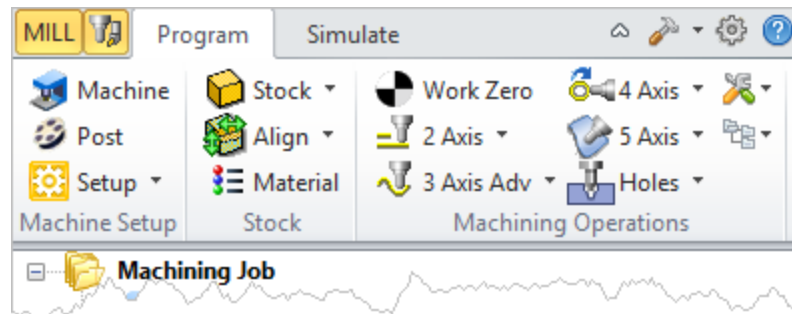 MILL Program Simulate
Machine Stock Work Zero 4 Axis
Post Align 2 Axis 5 Axis
Setup Material 3 Axis Adv Holes
Machine Setup Stock Machining Operations
Machining Job